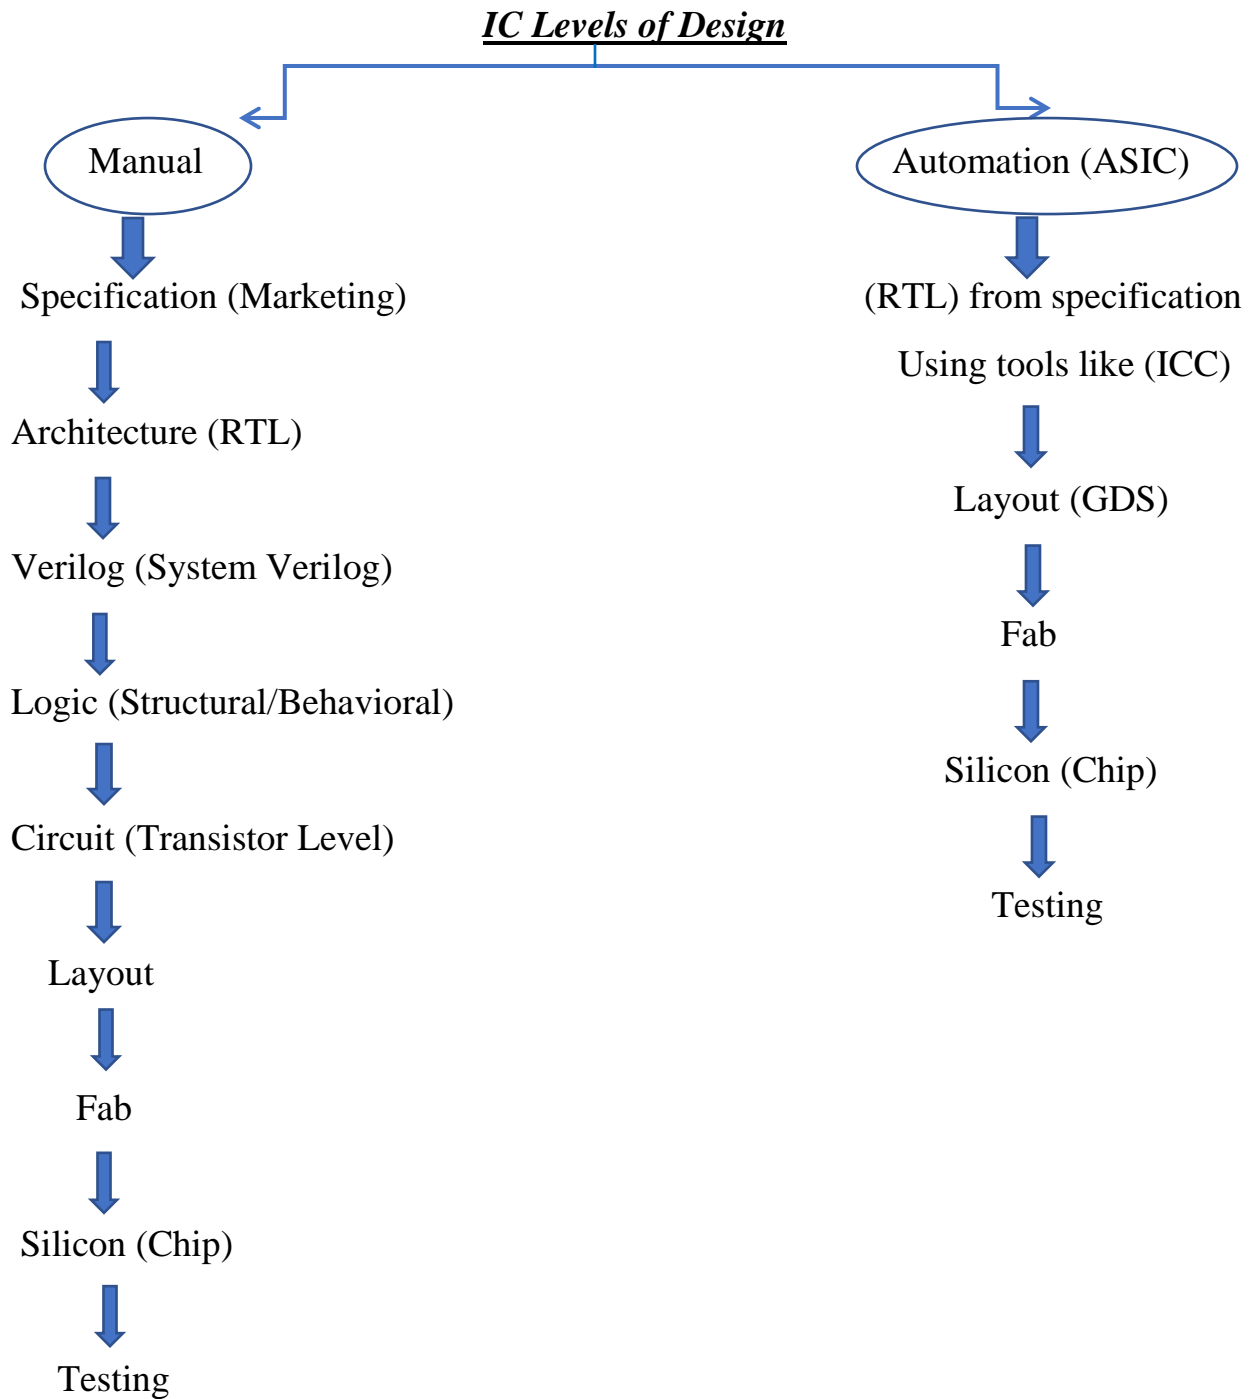 IC Levels of Design
Manual
Specification (Marketing)
Architecture (RTL)
Verilog (System Verilog)
Logic (Structural/Behavioral)
Circuit (Transistor Level)
Layout
Fab
Silicon (Chip)
Testing
Automation (ASIC)
(RTL) from specification
Using tools like (ICC)
Layout (GDS)
Fab
Silicon (Chip)
Testing